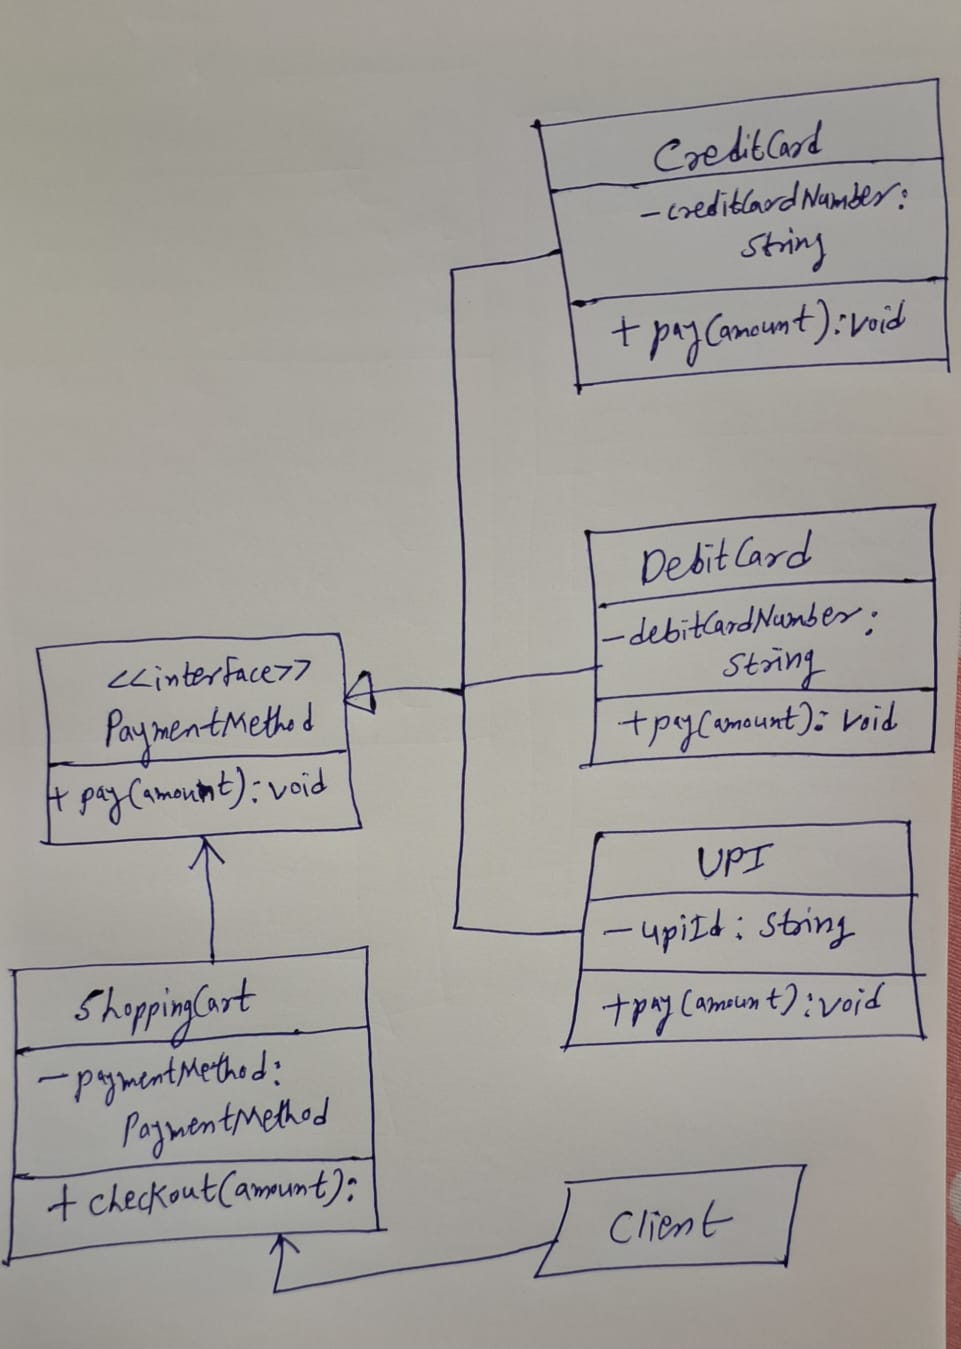 CreditCard
- creditCardNumber:
String
+ pay(amount): void
DebitCard
- debitCardNumber:
String
+ pay(amount): void
<<interface>>
PaymentMethod
+ pay(amount): void
UPI
- upiId: String
+ pay(amount): void
ShoppingCart
- paymentMethod:
PaymentMethod
+ checkout(amount):
Client